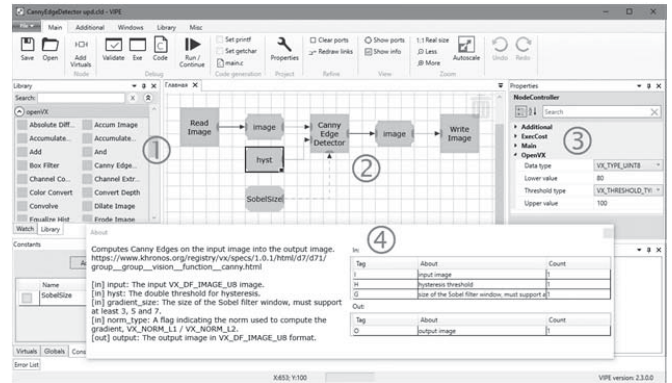 CannyEdgeDetector-upd.cld - VIPE
Main Additional Windows Library Misc
Save Open Add Virtuals Validate Exe Code Run / Continue Set printf Set getchar main.c Properties Clear ports Redraw links Show ports Show info 1:1 Real size Less More Autoscale Undo Redo
Node Debug Code generation Project Refine View Zoom
Library
Search:
openVX
Absolute Diff... Accum Image
Accumulate... Accumulate...
Add And
Box Filter Canny Edge...
Channel Co... Channel Extr...
Color Convert Convert Depth
Convolve Dilate Image
Equalize Hist Erode Image
Watch Library
1
Главная X
Read Image
image
Canny Edge Detector
image
Write Image
hyst
SobelSize
2
Properties
NodeController
Search
Additional
ExecCost
Main
OpenVX
Data type VX_TYPE_UINT8
Lower value 80
Threshold type VX_THRESHOLD_TY
Upper value 100
3
Constants
Name
SobelSize
Virtuals Globals Cons
Error List
About
Computes Canny Edges on the input image into the output image.
https://www.khronos.org/registry/vx/specs/1.0.1/html/d7/d71/
group__group__vision__function__canny.html
[in] input: The input VX_DF_IMAGE_U8 image.
[in] hyst: The double threshold for hysteresis.
[in] gradient_size: The size of the Sobel filter window, must support
at least 3, 5 and 7.
[in] norm_type: A flag indicating the norm used to compute the
gradient, VX_NORM_L1 / VX_NORM_L2.
[out] output: The output image in VX_DF_IMAGE_U8 format.
4
In:
Tag About Count
I input image 1
H hysteresis threshold 1
G size of the Sobel filter window, must support a 1
Out:
Tag About Count
O output image 1
X:653; Y:100
VIPE version: 2.3.0.0